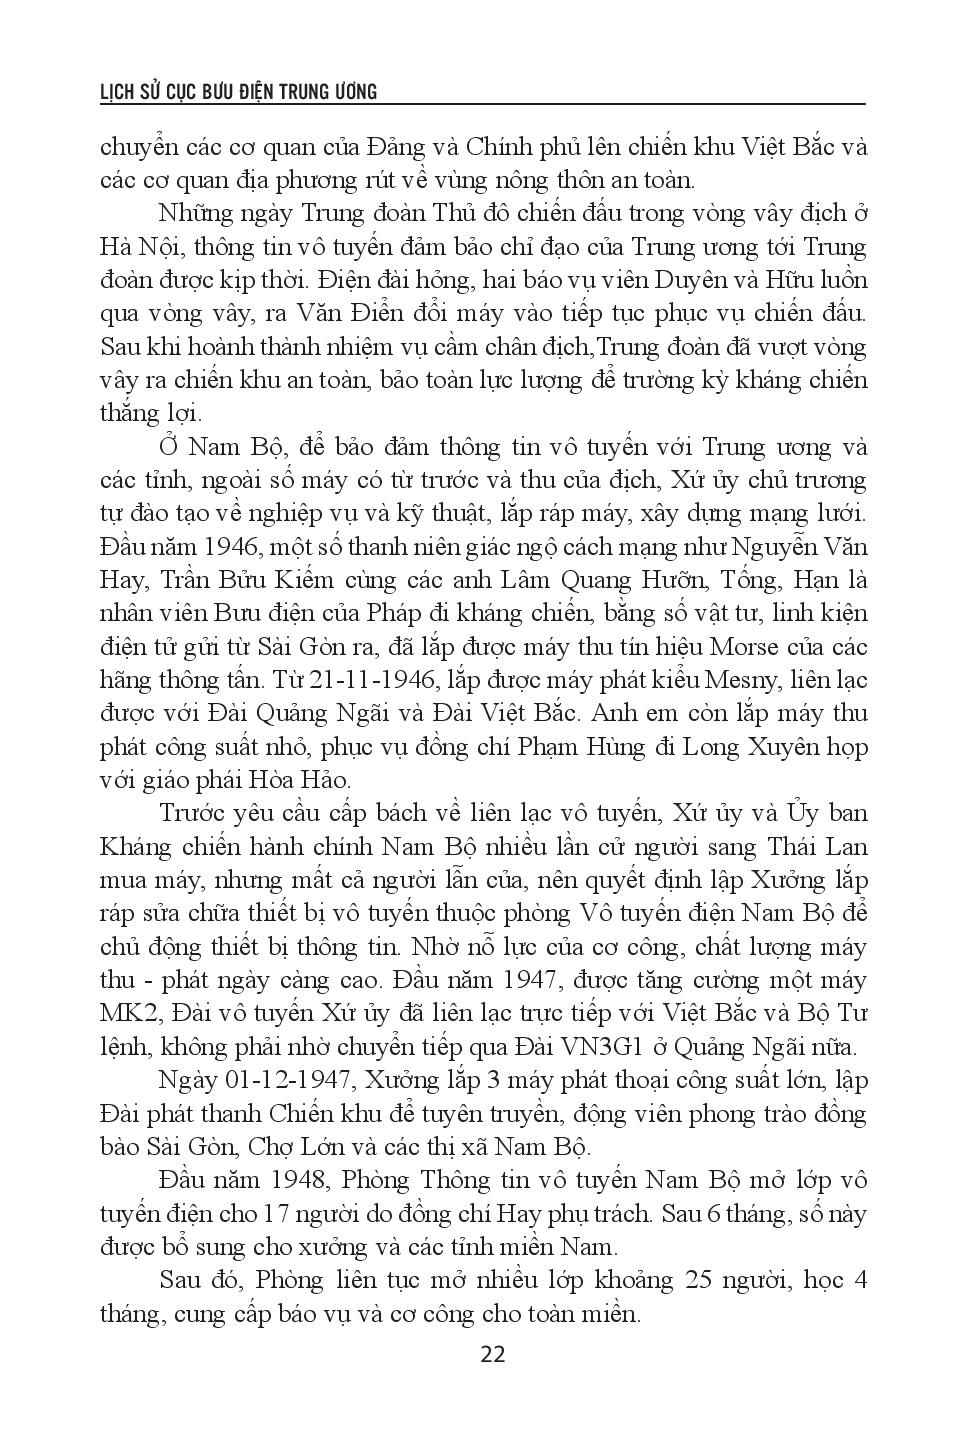 LỊCH SỬ CỤC BƯU ĐIỆN TRUNG ƯƠNG
chuyển các cơ quan của Đảng và Chính phủ lên chiến khu Việt Bắc và
các cơ quan địa phương rút về vùng nông thôn an toàn.
Những ngày Trung đoàn Thủ đô chiến đấu trong vòng vây địch ở
Hà Nội, thông tin vô tuyến đảm bảo chỉ đạo của Trung ương tới Trung
đoàn được kịp thời. Điện đài hỏng, hai báo vụ viên Duyên và Hữu luồn
qua vòng vây, ra Văn Điển đổi máy vào tiếp tục phục vụ chiến đấu.
Sau khi hoành thành nhiệm vụ cầm chân địch,Trung đoàn đã vượt vòng
vây ra chiến khu an toàn, bảo toàn lực lượng để trường kỳ kháng chiến
thắng lợi.
Ở Nam Bộ, để bảo đảm thông tin vô tuyến với Trung ương và
các tỉnh, ngoài số máy có từ trước và thu của địch, Xứ ủy chủ trương
tự đào tạo về nghiệp vụ và kỹ thuật, lắp ráp máy, xây dựng mạng lưới.
Đầu năm 1946, một số thanh niên giác ngộ cách mạng như Nguyễn Văn
Hay, Trần Bửu Kiếm cùng các anh Lâm Quang Hưỡn, Tống, Hạn là
nhân viên Bưu điện của Pháp đi kháng chiến, bằng số vật tư, linh kiện
điện tử gửi từ Sài Gòn ra, đã lắp được máy thu tín hiệu Morse của các
hãng thông tấn. Từ 21-11-1946, lắp được máy phát kiểu Mesny, liên lạc
được với Đài Quảng Ngãi và Đài Việt Bắc. Anh em còn lắp máy thu
phát công suất nhỏ, phục vụ đồng chí Phạm Hùng đi Long Xuyên họp
với giáo phái Hòa Hảo.
Trước yêu cầu cấp bách về liên lạc vô tuyến, Xứ ủy và Ủy ban
Kháng chiến hành chính Nam Bộ nhiều lần cử người sang Thái Lan
mua máy, nhưng mất cả người lẫn của, nên quyết định lập Xưởng lắp
ráp sửa chữa thiết bị vô tuyến thuộc phòng Vô tuyến điện Nam Bộ để
chủ động thiết bị thông tin. Nhờ nỗ lực của cơ công, chất lượng máy
thu - phát ngày càng cao. Đầu năm 1947, được tăng cường một máy
MK2, Đài vô tuyến Xứ ủy đã liên lạc trực tiếp với Việt Bắc và Bộ Tư
lệnh, không phải nhờ chuyển tiếp qua Đài VN3G1 ở Quảng Ngãi nữa.
Ngày 01-12-1947, Xưởng lắp 3 máy phát thoại công suất lớn, lập
Đài phát thanh Chiến khu để tuyên truyền, động viên phong trào đồng
bào Sài Gòn, Chợ Lớn và các thị xã Nam Bộ.
Đầu năm 1948, Phòng Thông tin vô tuyến Nam Bộ mở lớp vô
tuyến điện cho 17 người do đồng chí Hay phụ trách. Sau 6 tháng, số này
được bổ sung cho xưởng và các tỉnh miền Nam.
Sau đó, Phòng liên tục mở nhiều lớp khoảng 25 người, học 4
tháng, cung cấp báo vụ và cơ công cho toàn miền.
22